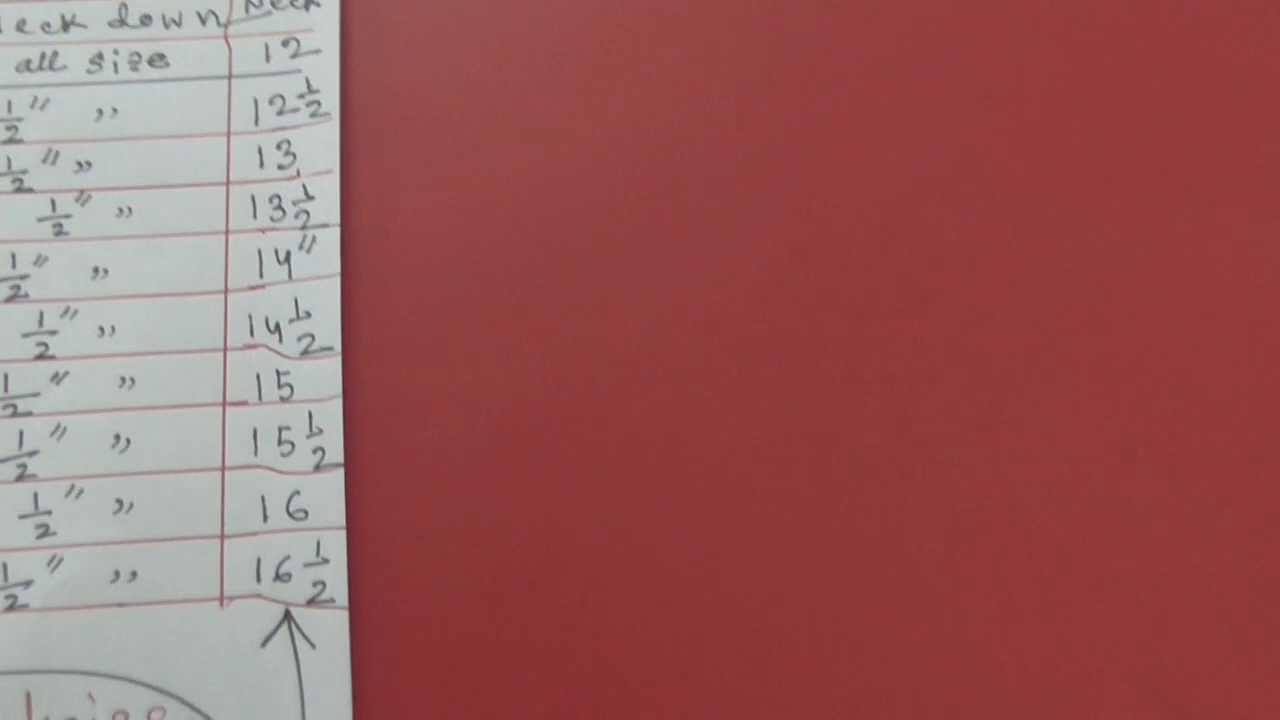 neck down Neck
all size 12
1/2" ,, 12 1/2
1/2" ,, 13
1/2" ,, 13 1/2
1/2" ,, 14"
1/2" ,, 14 1/2
1/2" ,, 15
1/2" ,, 15 1/2
1/2" ,, 16
1/2" ,, 16 1/2